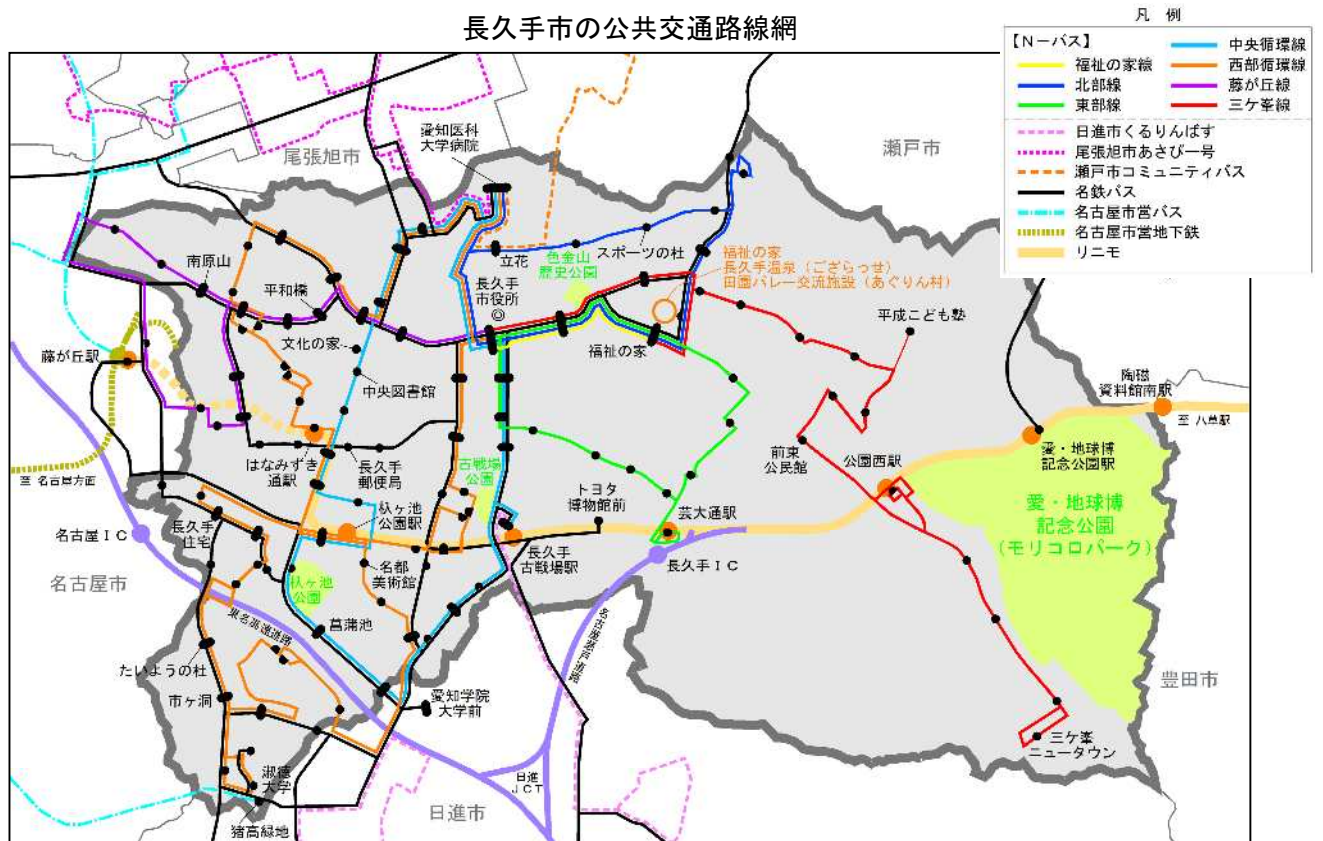 長久手市の公共交通路線網
凡 例
【N－バス】
福祉の家線
北部線
東部線
中央循環線
西部循環線
藤が丘線
三ケ峯線
日進市くるりんばす
尾張旭市あさぴー号
瀬戸市コミュニティバス
名鉄バス
名古屋市営バス
名古屋市営地下鉄
リニモ
尾張旭市
愛知医科
大学病院
瀬戸市
南原山
平和橋
立花
スポーツの杜
色金山
歴史公園
福祉の家
長久手温泉（ござらっせ）
田園バレー交流施設（あぐりん村）
長久手
市役所
◎
文化の家
福祉の家
平成こども塾
藤が丘駅
中央図書館
陶磁
資料館南駅
至 八草駅
はなみずき
通駅
長久手
郵便局
古戦場
公園
前東
公民館
公園西駅
愛・地球博
記念公園駅
至 名古屋方面
トヨタ
博物館前
芸大通駅
愛・地球博
記念公園
（モリコロパーク）
名古屋ＩＣ
長久手
住宅
杁ヶ池
公園駅
長久手
古戦場駅
長久手ＩＣ
名古屋市
杁ヶ池
公園
名都
美術館
東名高速道路
菖蒲池
名古屋瀬戸道路
たいようの杜
市ヶ洞
愛知学院
大学前
豊田市
三ケ峯
ニュータウン
淑徳
大学
日進
ＪＣＴ
日進市
猪高緑地